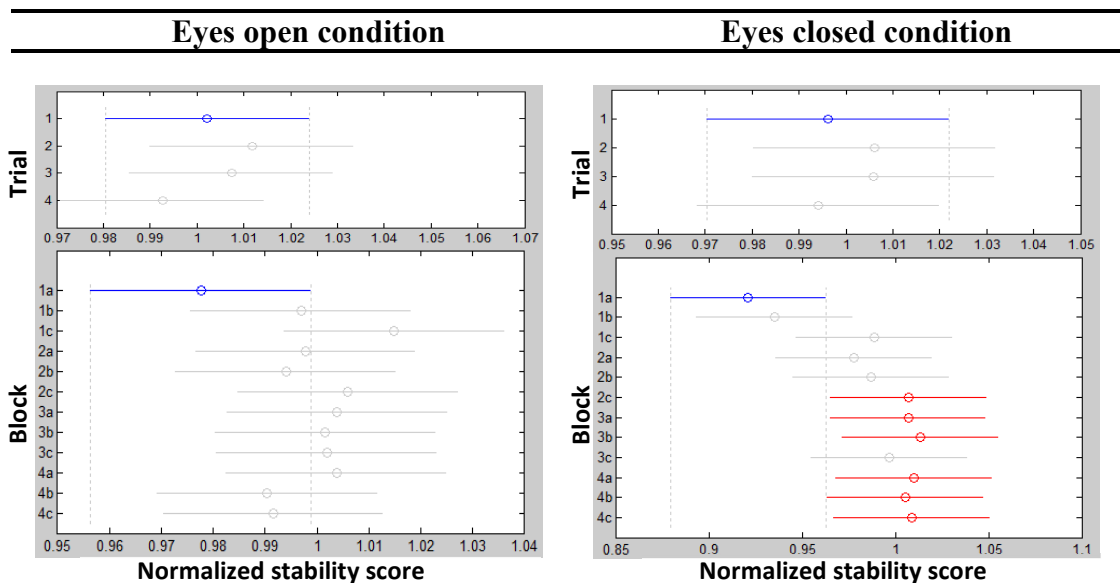 Eyes open condition Eyes closed condition
Trial
1
2
3
4
0.97 0.98 0.99 1 1.01 1.02 1.03 1.04 1.05 1.06 1.07
Block
1a
1b
1c
2a
2b
2c
3a
3b
3c
4a
4b
4c
0.95 0.96 0.97 0.98 0.99 1 1.01 1.02 1.03 1.04
Normalized stability score
Trial
1
2
3
4
0.95 0.96 0.97 0.98 0.99 1 1.01 1.02 1.03 1.04 1.05
Block
1a
1b
1c
2a
2b
2c
3a
3b
3c
4a
4b
4c
0.85 0.9 0.95 1 1.05 1.1
Normalized stability score